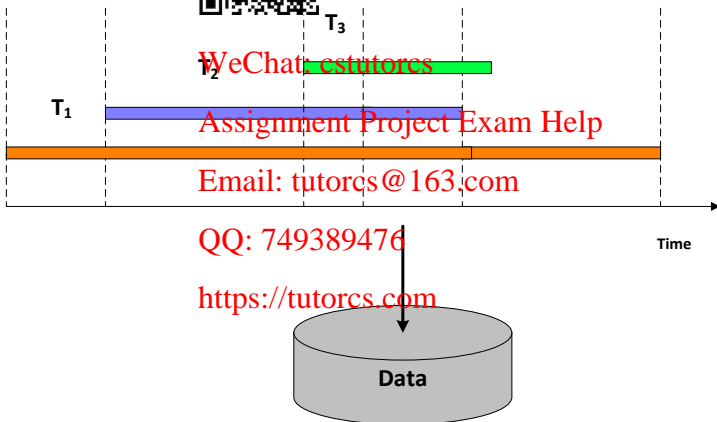 T3
WeChat: cstutorcs
T2
T1
Assignment Project Exam Help
Email: tutorcs@163.com
QQ: 749389476
Time
https://tutorcs.com
Data